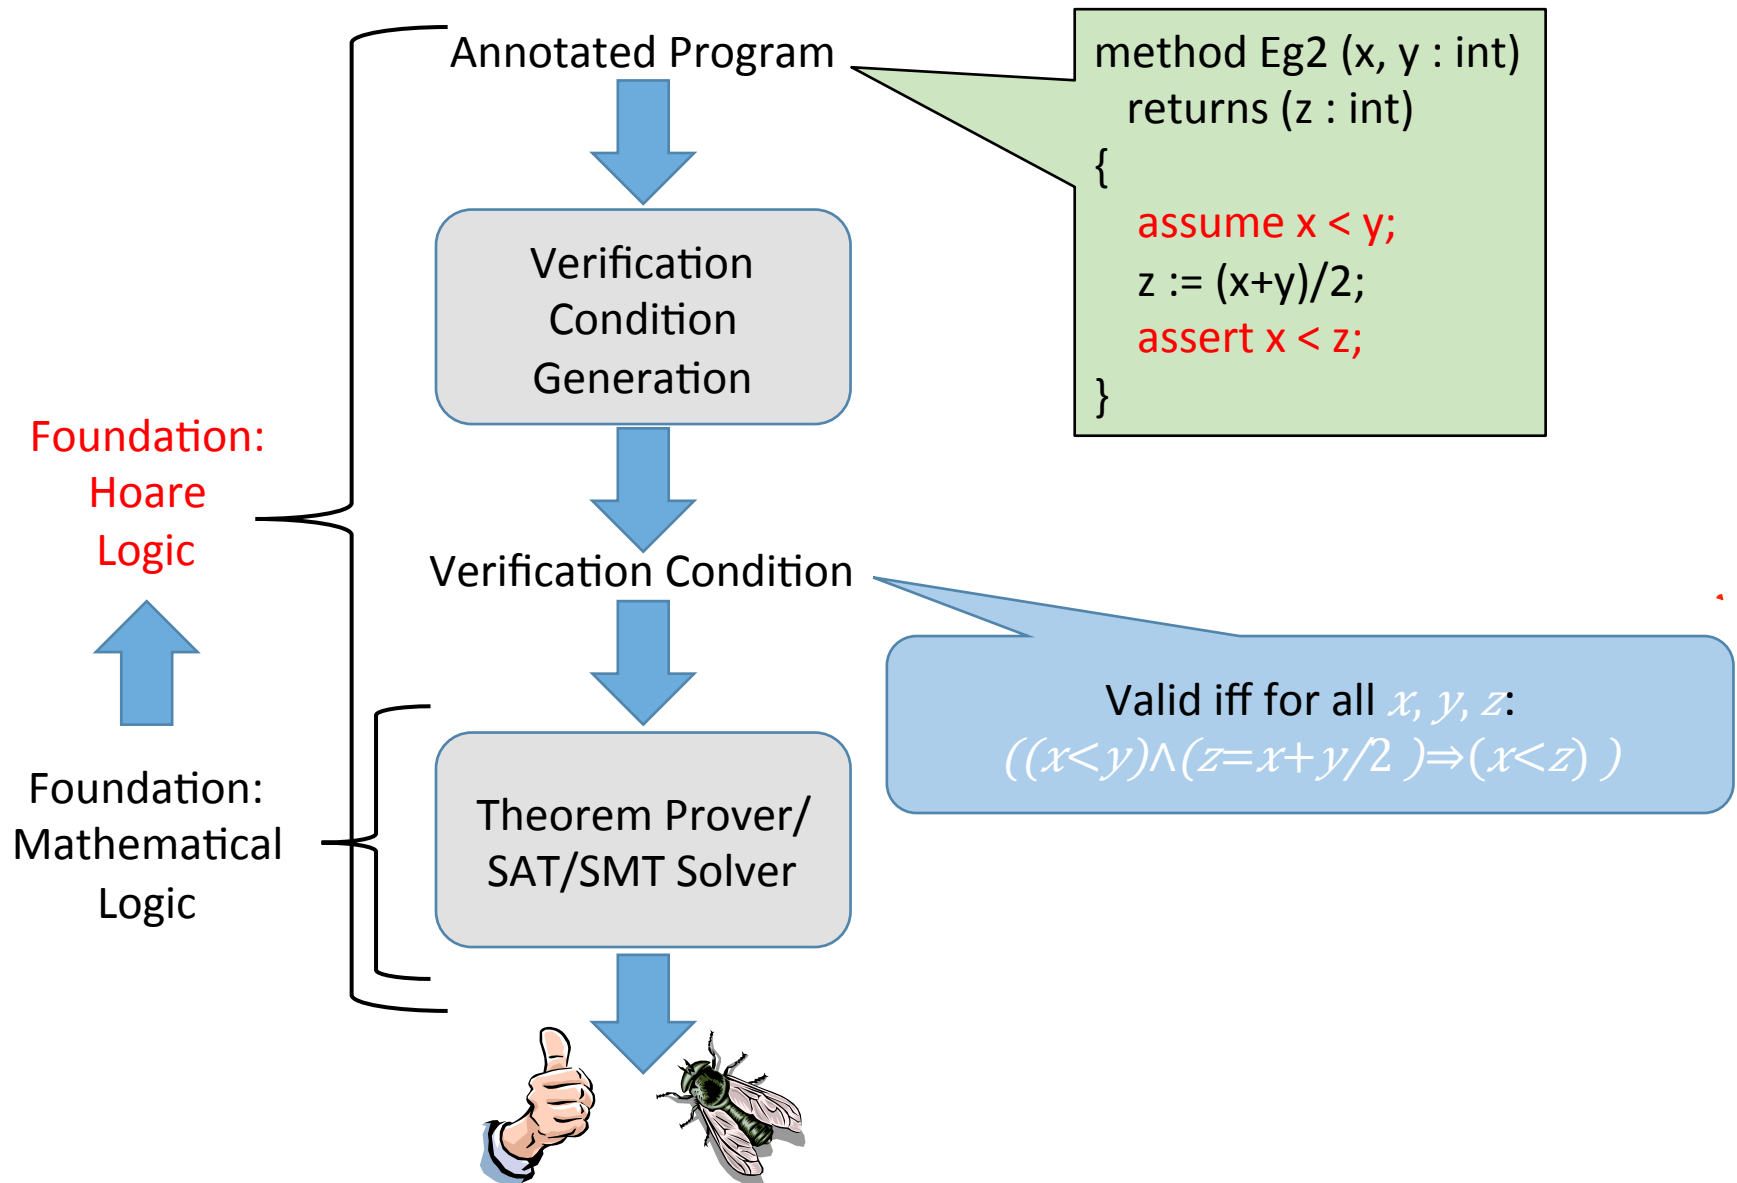 Annotated Program
method Eg2 (x, y : int)
returns (z : int)
{
assume x < y;
z := (x+y)/2;
assert x < z;
}
Verification
Condition
Generation
Foundation:
Hoare
Logic
Verification Condition
Valid iff for all x, y, z:
((x<y)∧(z=x+y/2 )⇒(x<z) )
Foundation:
Mathematical
Logic
Theorem Prover/
SAT/SMT Solver